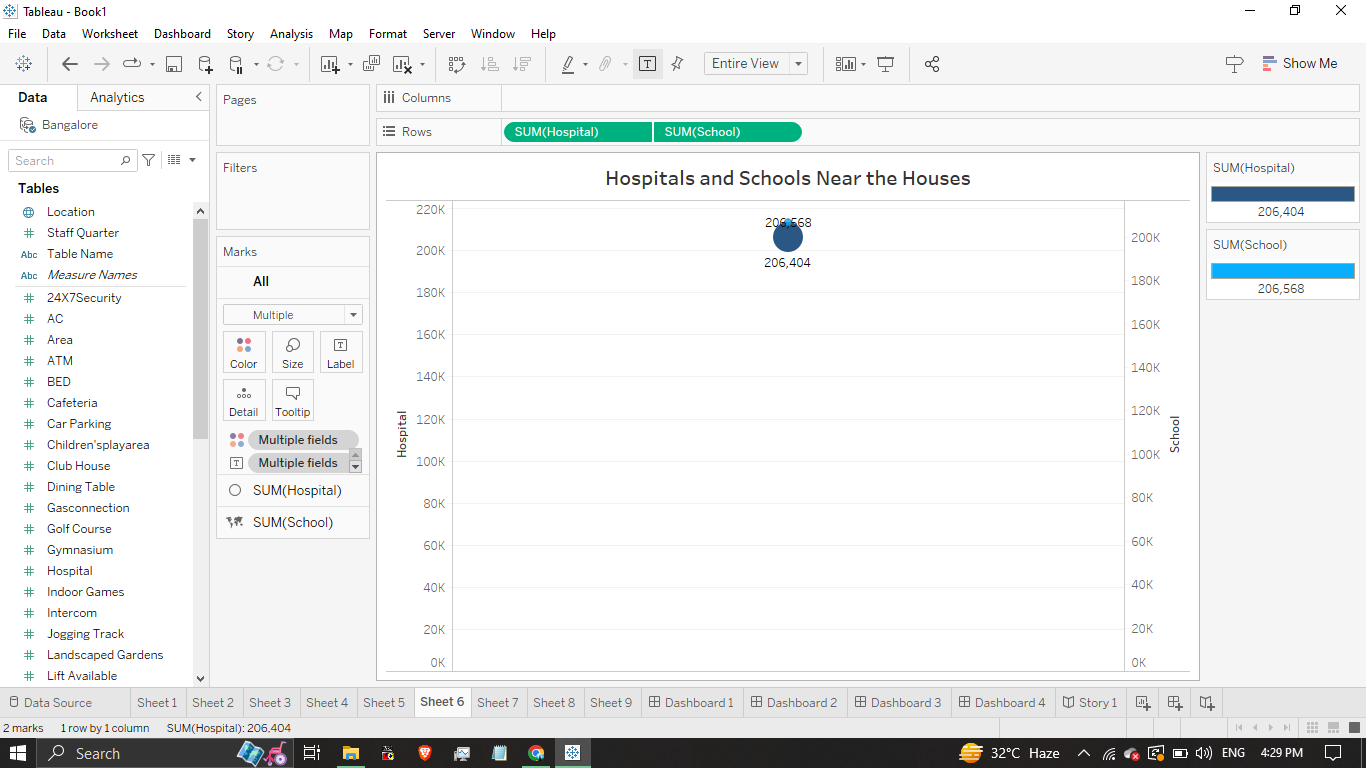 Tableau - Book1
File Data Worksheet Dashboard Story Analysis Map Format Server Window Help
Entire View
Show Me
Data Analytics
Bangalore
Search
Tables
Location
Staff Quarter
Abc Table Name
Abc Measure Names
24X7Security
AC
Area
ATM
BED
Cafeteria
Car Parking
Children'splayarea
Club House
Dining Table
Gasconnection
Golf Course
Gymnasium
Hospital
Indoor Games
Intercom
Jogging Track
Landscaped Gardens
Lift Available
Pages
Filters
Marks
All
Multiple
Color Size Label
Detail Tooltip
Multiple fields
Multiple fields
SUM(Hospital)
SUM(School)
Columns
Rows SUM(Hospital) SUM(School)
Hospitals and Schools Near the Houses
220K
200K
180K
160K
140K
120K
100K
80K
60K
40K
20K
0K
Hospital
206,568
206,404
200K
180K
160K
140K
120K
100K
80K
60K
40K
20K
0K
School
SUM(Hospital)
206,404
SUM(School)
206,568
Data Source Sheet 1 Sheet 2 Sheet 3 Sheet 4 Sheet 5 Sheet 6 Sheet 7 Sheet 8 Sheet 9 Dashboard 1 Dashboard 2 Dashboard 3 Dashboard 4 Story 1
2 marks 1 row by 1 column SUM(Hospital): 206,404
Search 32°C Haze ENG 4:29 PM